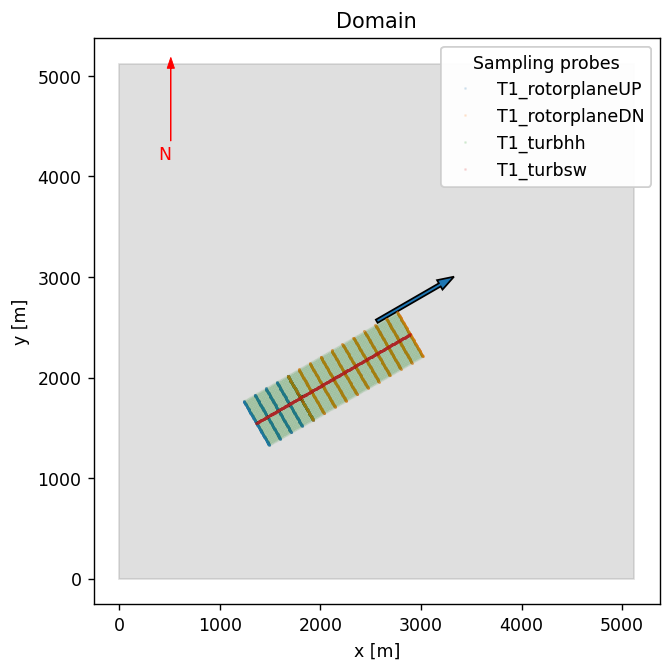 Domain
Sampling probes
T1_rotorplaneUP
T1_rotorplaneDN
T1_turbhh
T1_turbsw
N
5000
4000
3000
2000
1000
0
y [m]
0 1000 2000 3000 4000 5000
x [m]